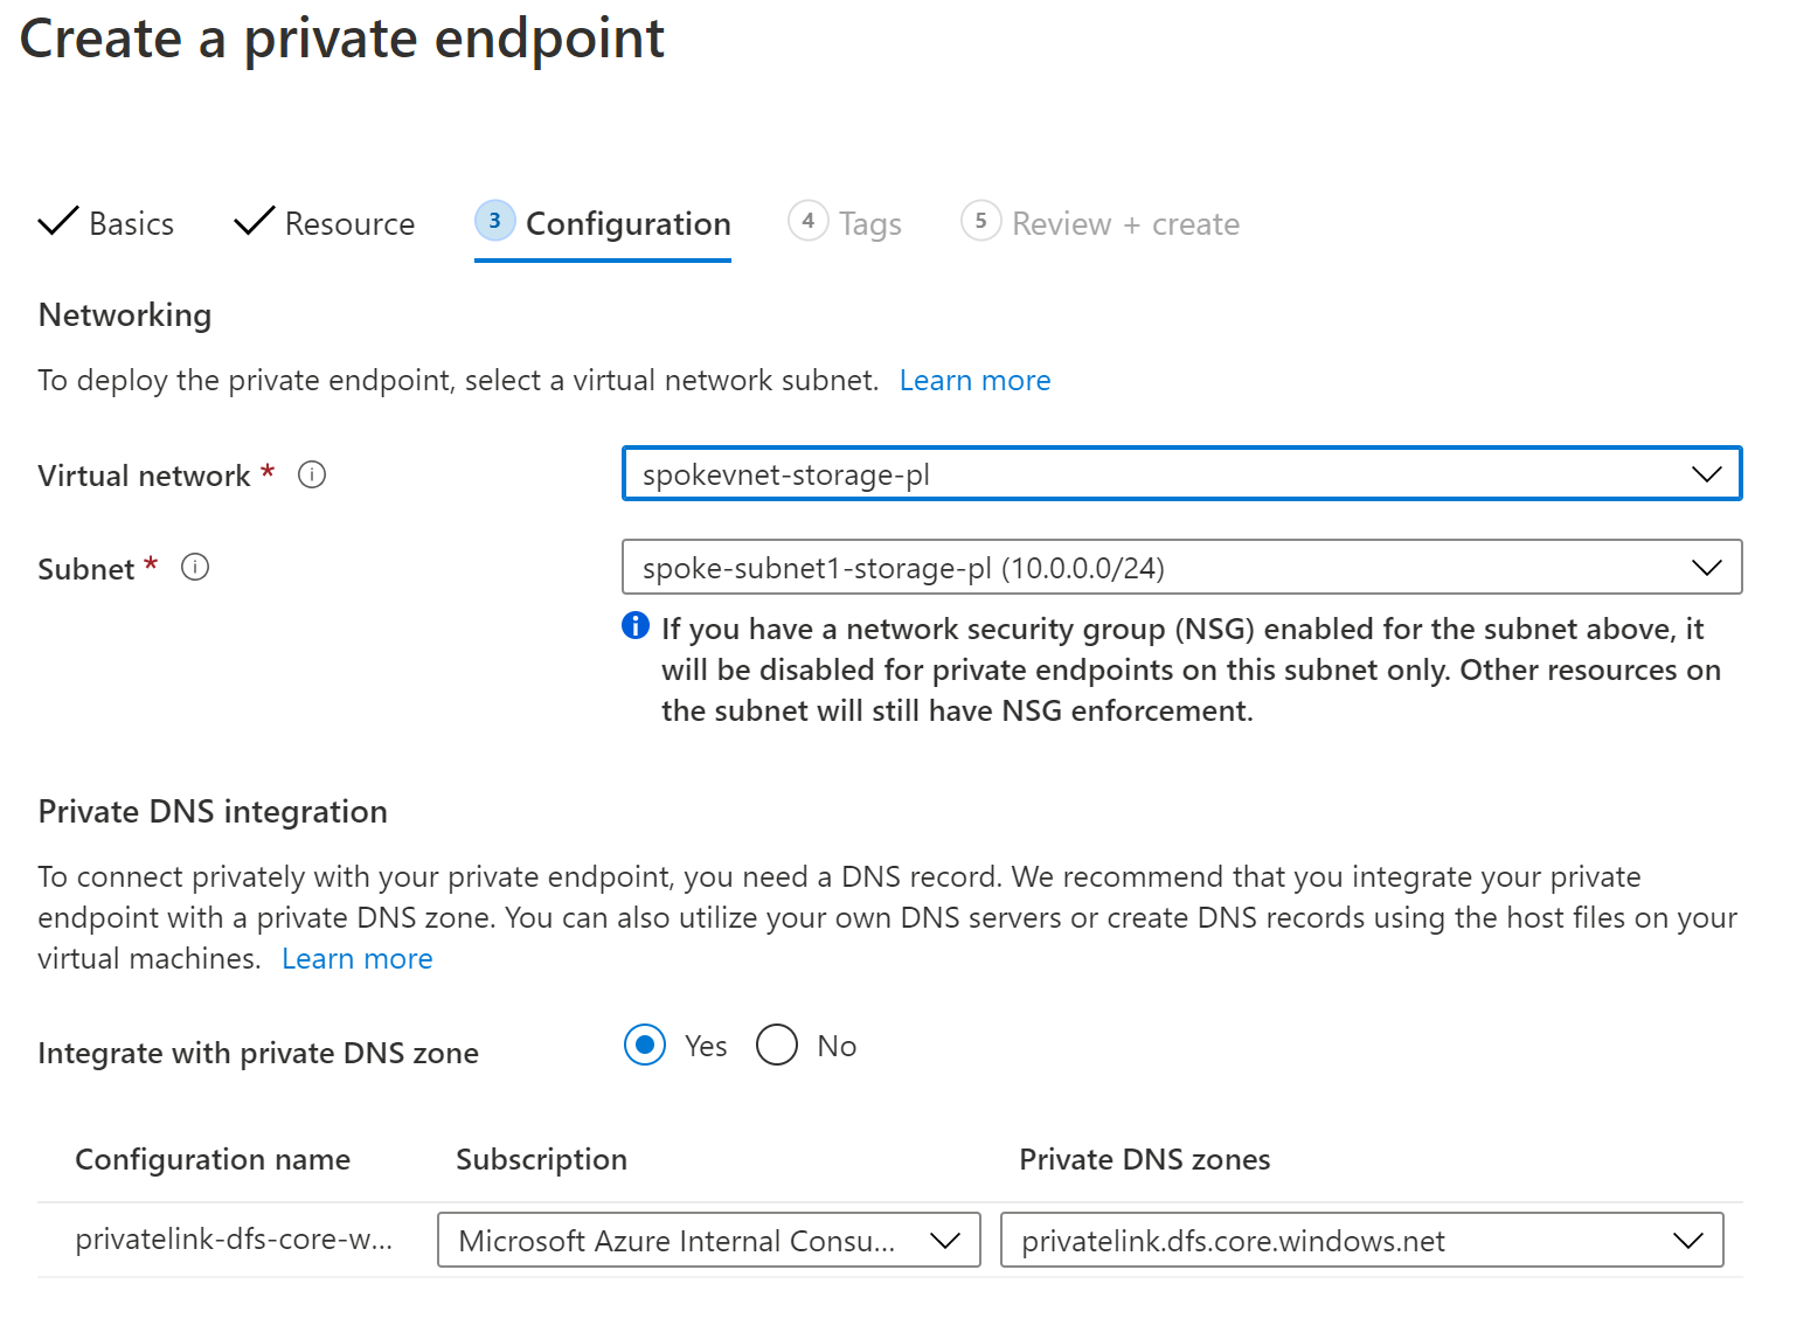 Create a private endpoint
Basics Resource 3 Configuration 4 Tags 5 Review + create
Networking
To deploy the private endpoint, select a virtual network subnet. Learn more
Virtual network * spokevnet-storage-pl
Subnet * spoke-subnet1-storage-pl (10.0.0.0/24)
If you have a network security group (NSG) enabled for the subnet above, it
will be disabled for private endpoints on this subnet only. Other resources on
the subnet will still have NSG enforcement.
Private DNS integration
To connect privately with your private endpoint, you need a DNS record. We recommend that you integrate your private
endpoint with a private DNS zone. You can also utilize your own DNS servers or create DNS records using the host files on your
virtual machines. Learn more
Integrate with private DNS zone Yes No
Configuration name Subscription Private DNS zones
privatelink-dfs-core-w... Microsoft Azure Internal Consu... privatelink.dfs.core.windows.net